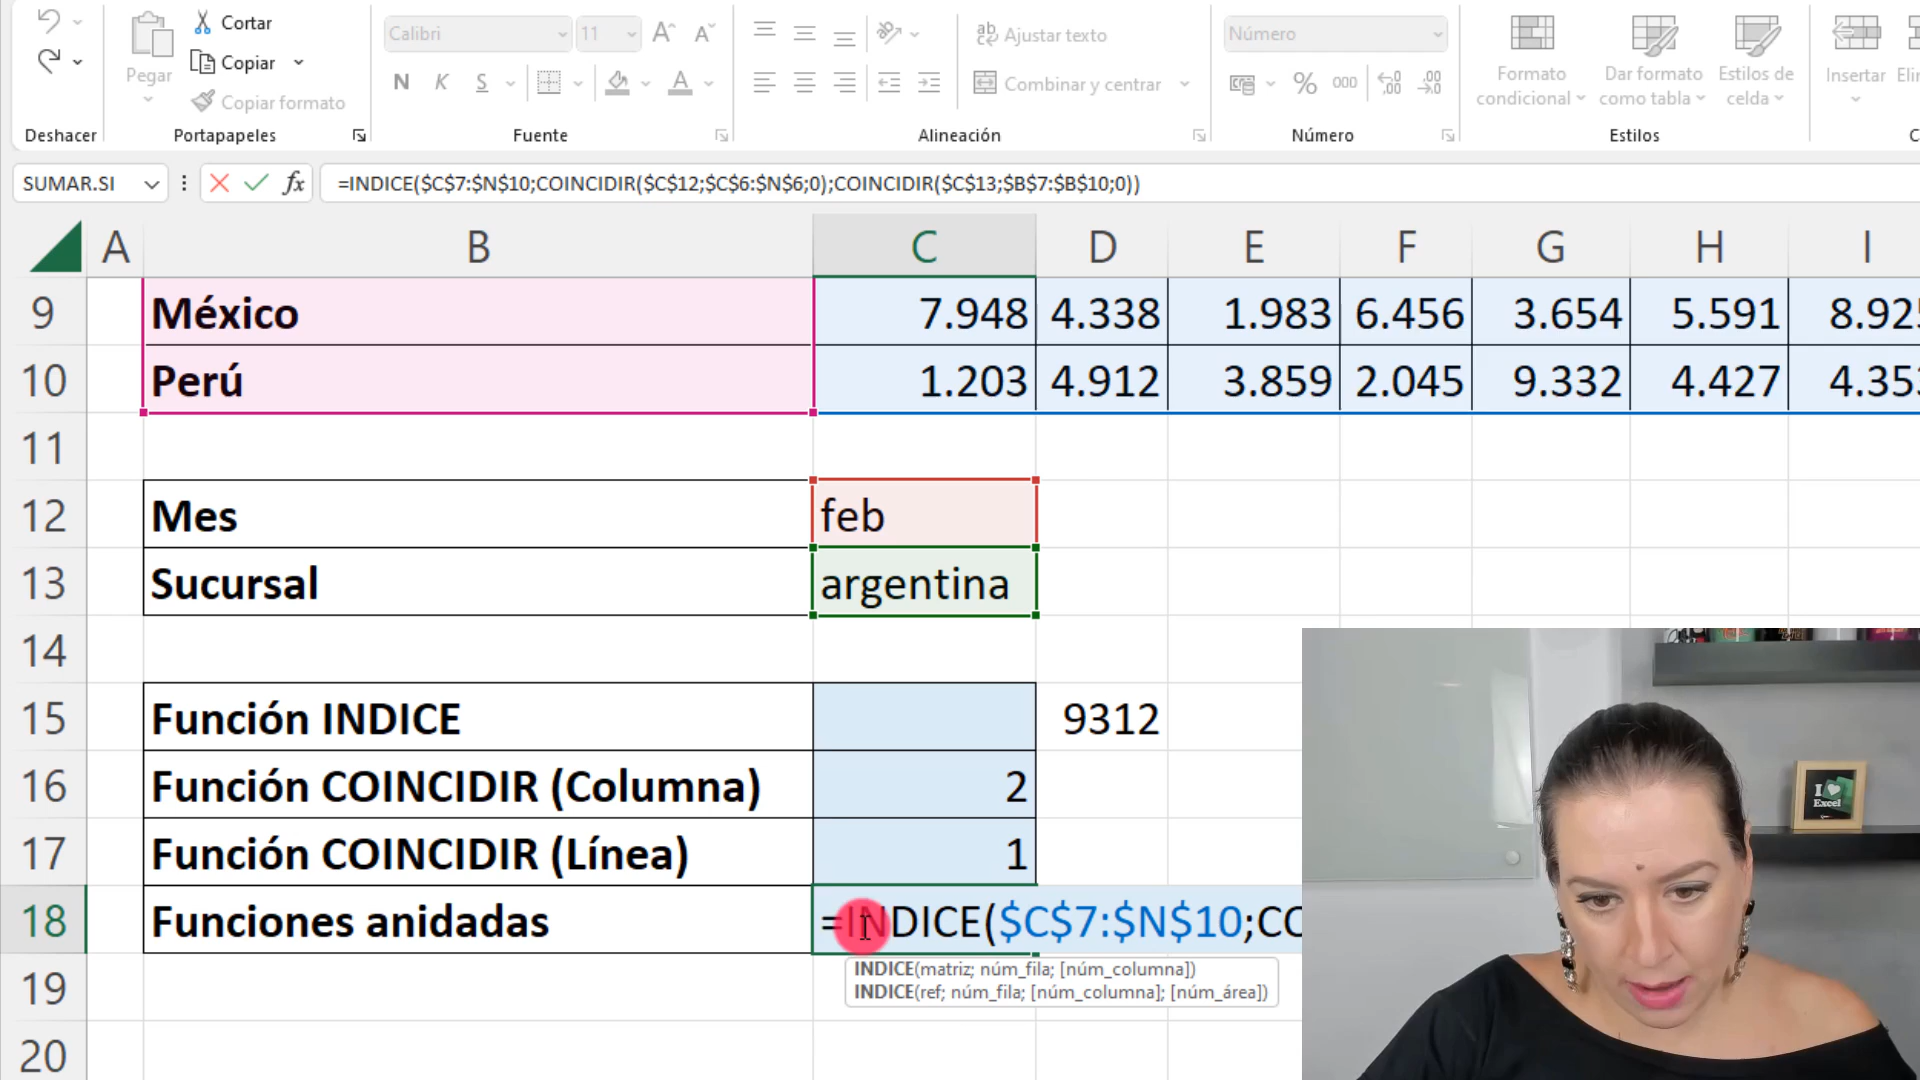 Cortar
Copiar
Copiar formato
Pegar
Deshacer
Portapapeles
Calibri
11
N K S
Fuente
Ajustar texto
Combinar y centrar
Alineación
Número
% 000
Número
Formato condicional
Dar formato como tabla
Estilos de celda
Estilos
Insertar
SUMAR.SI
fx
=INDICE($C$7:$N$10;COINCIDIR($C$12;$C$6:$N$6;0);COINCIDIR($C$13;$B$7:$B$10;0))
A B C D E F G H I
9 México 7.948 4.338 1.983 6.456 3.654 5.591
10 Perú 1.203 4.912 3.859 2.045 9.332 4.427
11
12 Mes feb
13 Sucursal argentina
14
15 Función INDICE 9312
16 Función COINCIDIR (Columna) 2
17 Función COINCIDIR (Línea) 1
18 Funciones anidadas =INDICE($C$7:$N$10;CO
INDICE(matriz; núm_fila; [núm_columna])
INDICE(ref; núm_fila; [núm_columna]; [núm_área])
19
20
I
Excel